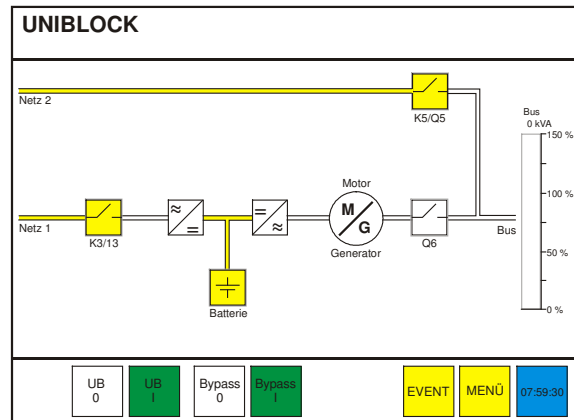 UNIBLOCK
Netz 2
K5/Q5
Bus
0 kVA
150 %
100 %
50 %
0 %
Motor
M
G
Generator
Netz 1
K3/13
Q6
Bus
Batterie
UB
0
UB
I
Bypass
0
Bypass
I
EVENT
MENÜ
07:59:30